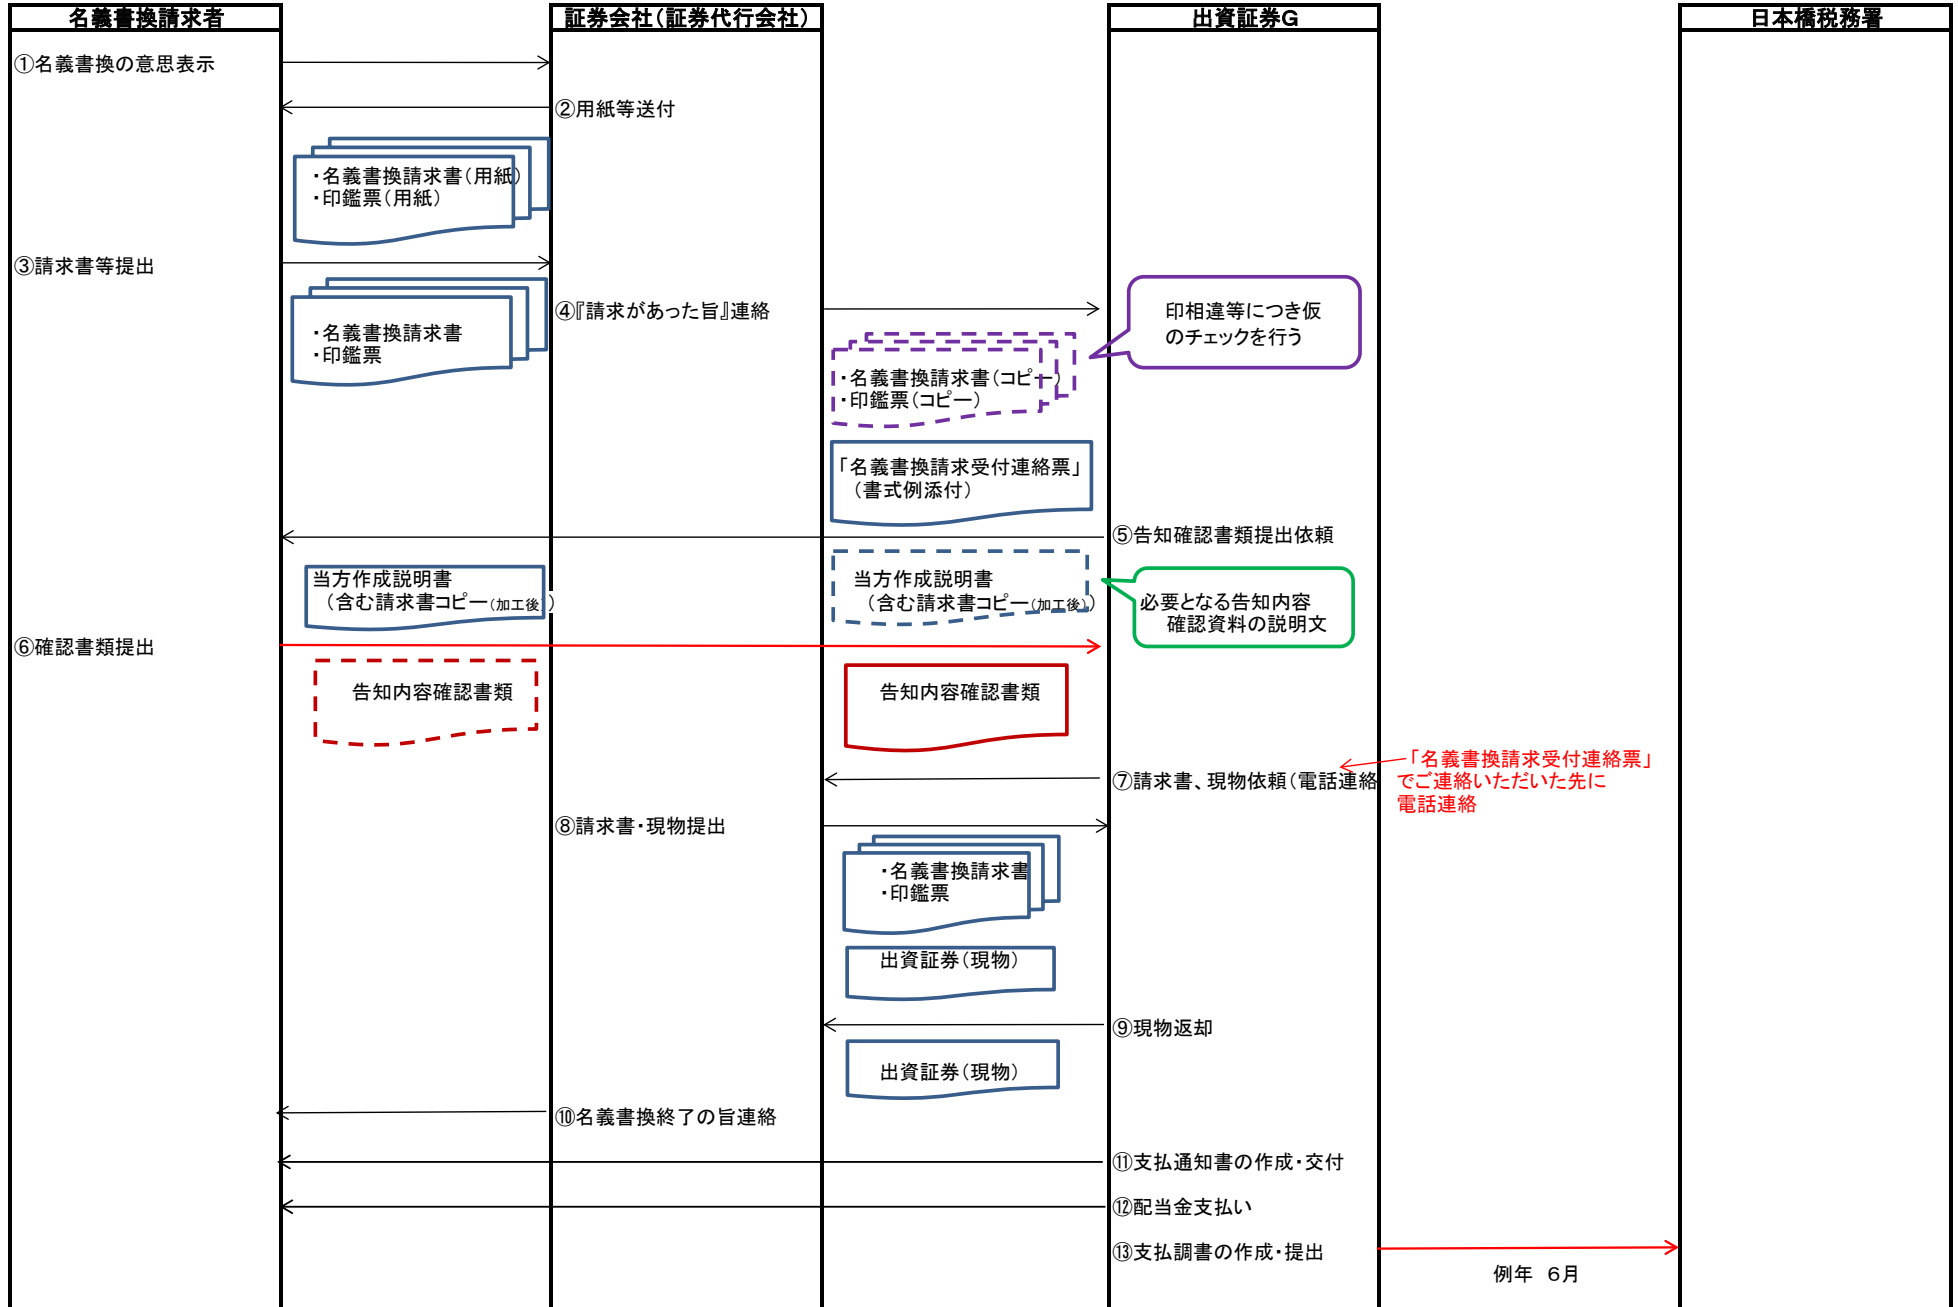 名義書換請求者
証券会社（証券代行会社）
出資証券G
日本橋税務署
①名義書換の意思表示
②用紙等送付
・名義書換請求書（用紙）
・印鑑票（用紙）
③請求書等提出
・名義書換請求書
・印鑑票
④『請求があった旨』連絡
印相違等につき仮
のチェックを行う
・名義書換請求書（コピー）
・印鑑票（コピー）
「名義書換請求受付連絡票」
（書式例添付）
⑤告知確認書類提出依頼
当方作成説明書
（含む請求書コピー（加工後））
当方作成説明書
（含む請求書コピー（加工後））
必要となる告知内容
確認資料の説明文
⑥確認書類提出
告知内容確認書類
告知内容確認書類
⑦請求書、現物依頼（電話連絡
「名義書換請求受付連絡票」
でご連絡いただいた先に
電話連絡
⑧請求書・現物提出
・名義書換請求書
・印鑑票
出資証券（現物）
⑨現物返却
出資証券（現物）
⑩名義書換終了の旨連絡
⑪支払通知書の作成・交付
⑫配当金支払い
⑬支払調書の作成・提出
例年　６月